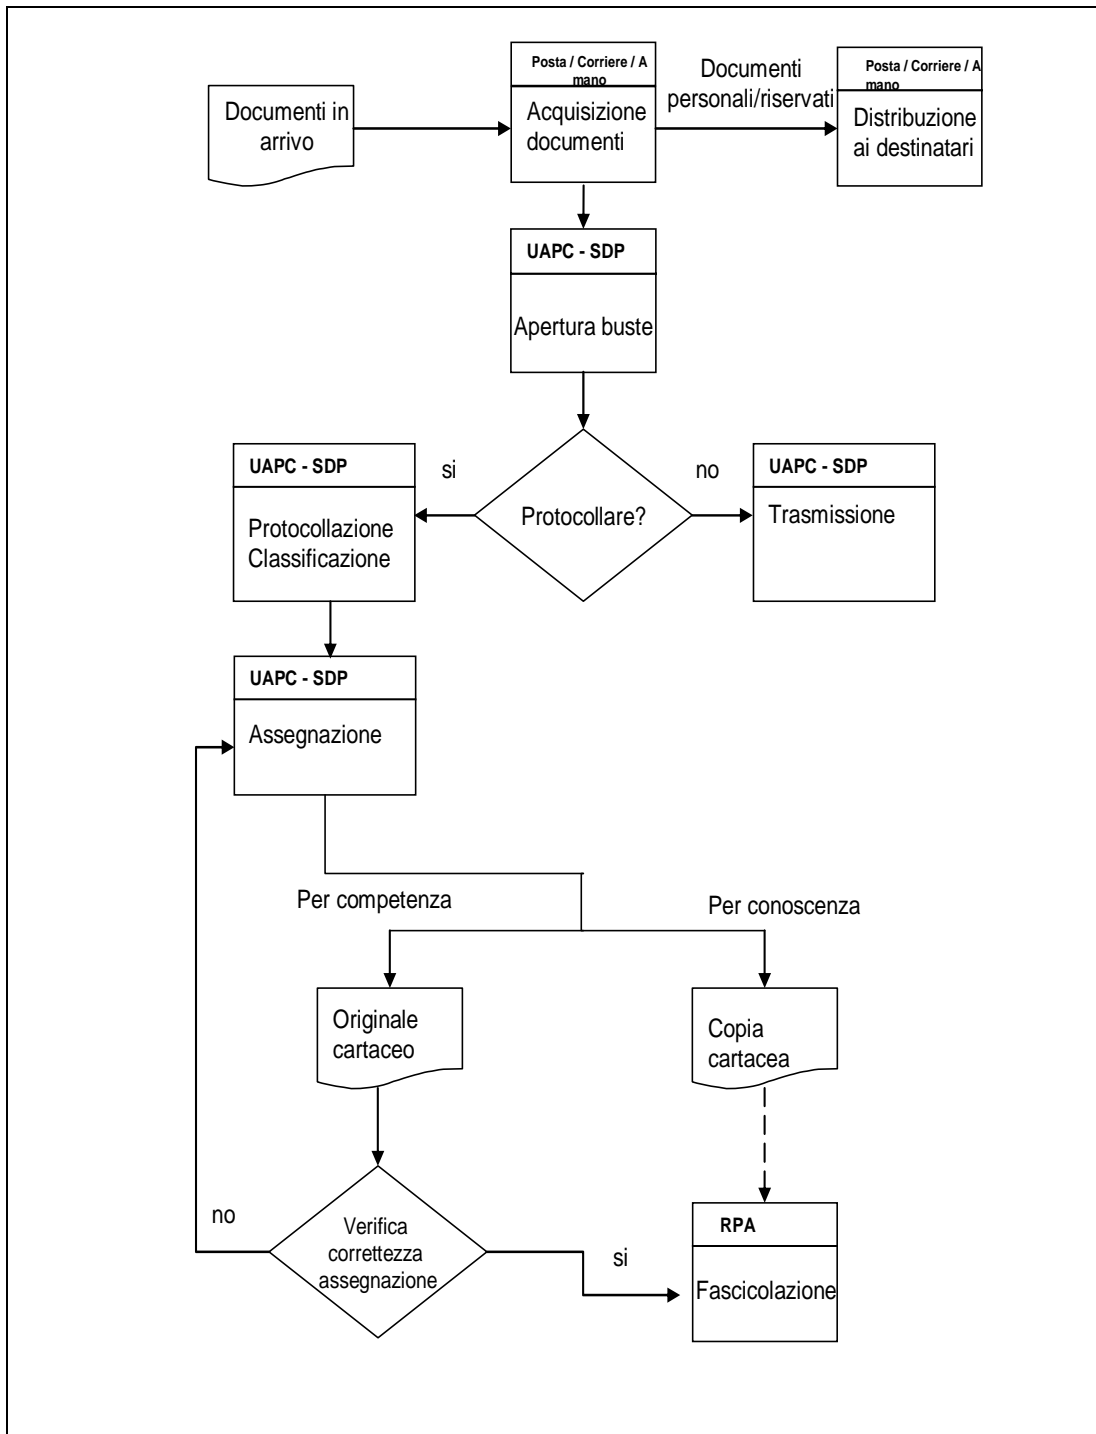 Posta / Corriere / A
mano
Documenti
personali/riservati
Posta / Corriere / A
mano
Documenti in
arrivo
Acquisizione
documenti
Distribuzione
ai destinatari
UAPC - SDP
Apertura buste
UAPC - SDP
si
Protocollare?
no
UAPC - SDP
Protocollazione
Classificazione
Trasmissione
UAPC - SDP
Assegnazione
Per competenza
Per conoscenza
Originale
cartaceo
Copia
cartacea
no
Verifica
correttezza
assegnazione
si
RPA
Fascicolazione